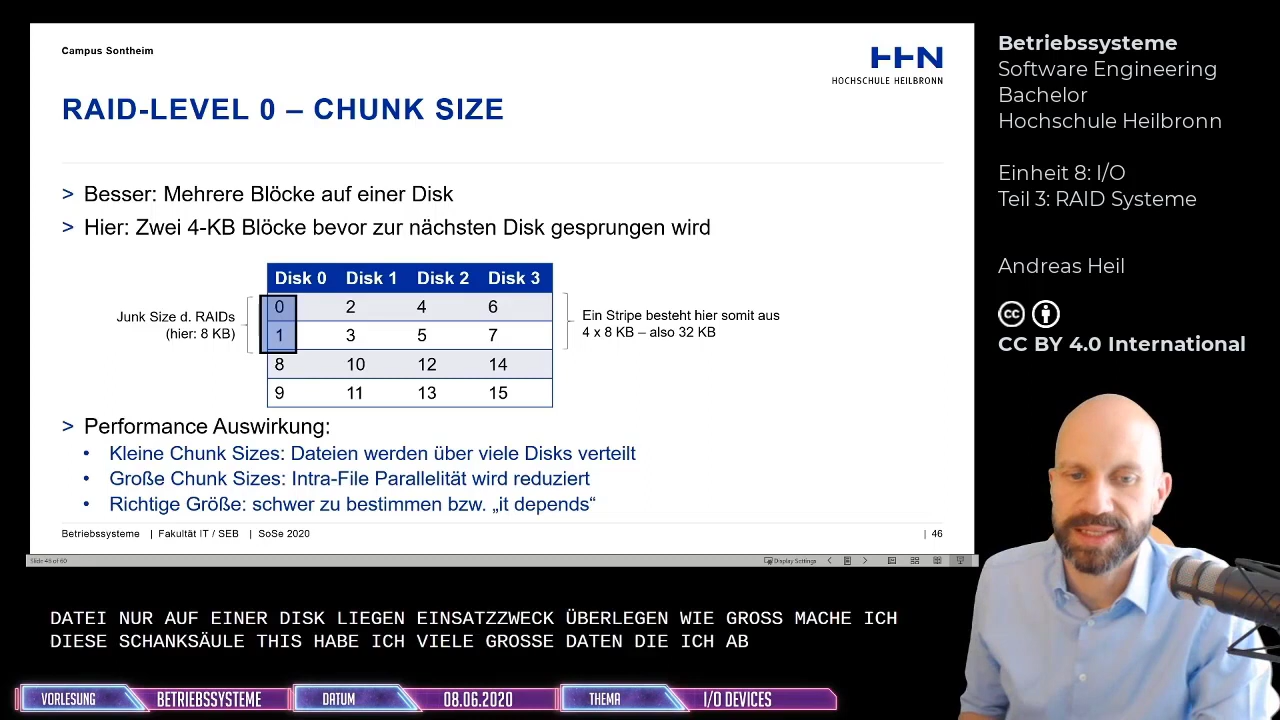 Campus Sontheim
HHN
HOCHSCHULE HEILBRONN
RAID-LEVEL 0 – CHUNK SIZE
> Besser: Mehrere Blöcke auf einer Disk
> Hier: Zwei 4-KB Blöcke bevor zur nächsten Disk gesprungen wird
Disk 0 Disk 1 Disk 2 Disk 3
0 2 4 6
1 3 5 7
8 10 12 14
9 11 13 15
Junk Size d. RAIDs
(hier: 8 KB)
Ein Stripe besteht hier somit aus
4 x 8 KB – also 32 KB
> Performance Auswirkung:
• Kleine Chunk Sizes: Dateien werden über viele Disks verteilt
• Große Chunk Sizes: Intra-File Parallelität wird reduziert
• Richtige Größe: schwer zu bestimmen bzw. „it depends“
Betriebssysteme | Fakultät IT / SEB | SoSe 2020 | 46
Display Settings
Betriebssysteme
Software Engineering
Bachelor
Hochschule Heilbronn
Einheit 8: I/O
Teil 3: RAID Systeme
Andreas Heil
cc
CC BY 4.0 International
DATEI NUR AUF EINER DISK LIEGEN EINSATZZWECK ÜBERLEGEN WIE GROSS MACHE ICH
DIESE SCHANKSÄULE THIS HABE ICH VIELE GROSSE DATEN DIE ICH AB
VORLESUNG BETRIEBSSYSTEME DATUM 08.06.2020 THEMA I/O DEVICES